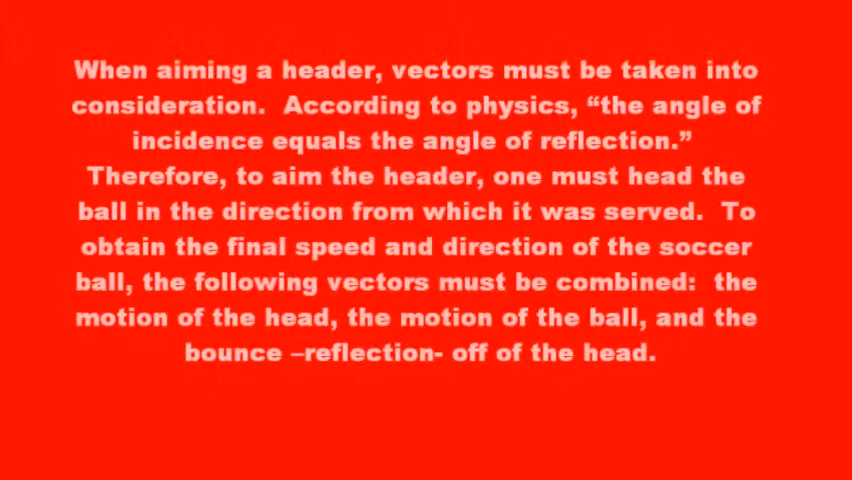 When aiming a header, vectors must be taken into
consideration.  According to physics, “the angle of
incidence equals the angle of reflection.”
Therefore, to aim the header, one must head the
ball in the direction from which it was served.  To
obtain the final speed and direction of the soccer
ball, the following vectors must be combined:  the
motion of the head, the motion of the ball, and the
bounce –reflection- off of the head.